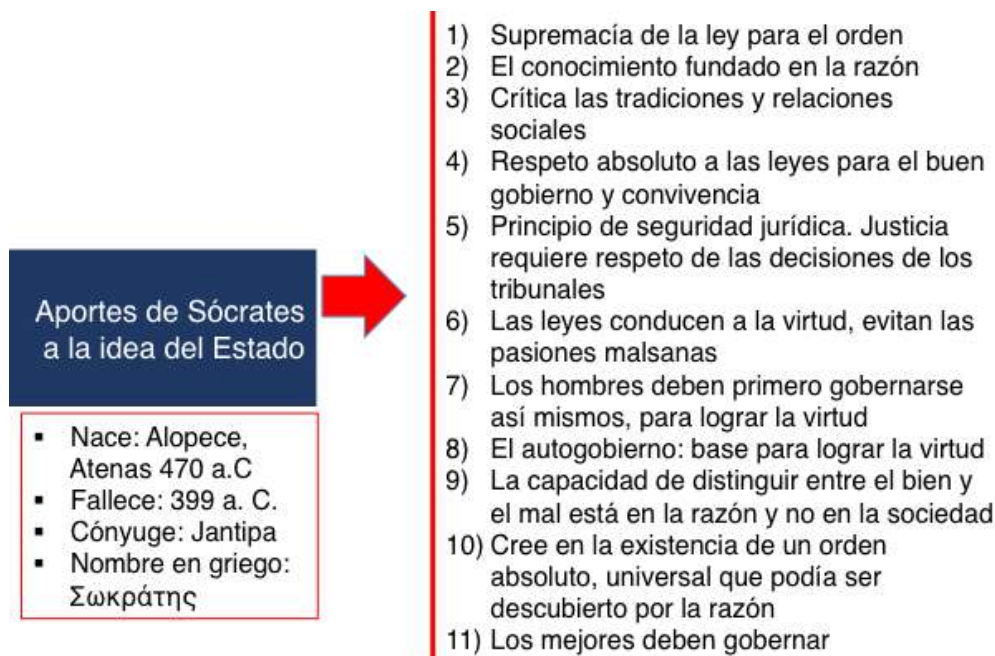 Aportes de Sócrates
a la idea del Estado
▪ Nace: Alopece,
Atenas 470 a.C
▪ Fallece: 399 a. C.
▪ Cónyuge: Jantipa
▪ Nombre en griego:
Σωκράτης
1) Supremacía de la ley para el orden
2) El conocimiento fundado en la razón
3) Crítica las tradiciones y relaciones
sociales
4) Respeto absoluto a las leyes para el buen
gobierno y convivencia
5) Principio de seguridad jurídica. Justicia
requiere respeto de las decisiones de los
tribunales
6) Las leyes conducen a la virtud, evitan las
pasiones malsanas
7) Los hombres deben primero gobernarse
así mismos, para lograr la virtud
8) El autogobierno: base para lograr la virtud
9) La capacidad de distinguir entre el bien y
el mal está en la razón y no en la sociedad
10) Cree en la existencia de un orden
absoluto, universal que podía ser
descubierto por la razón
11) Los mejores deben gobernar